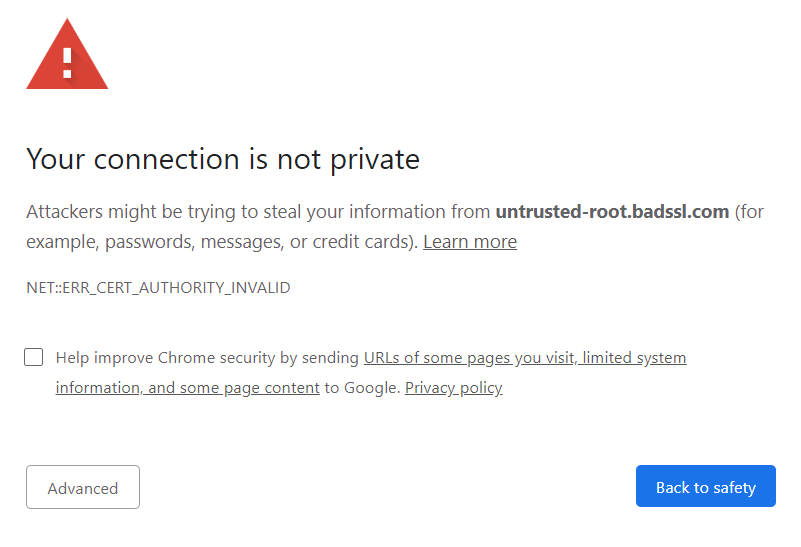 Your connection is not private
Attackers might be trying to steal your information from untrusted-root.badssl.com (for
example, passwords, messages, or credit cards). Learn more
NET::ERR_CERT_AUTHORITY_INVALID
Help improve Chrome security by sending URLs of some pages you visit, limited system
information, and some page content to Google. Privacy policy
Advanced
Back to safety